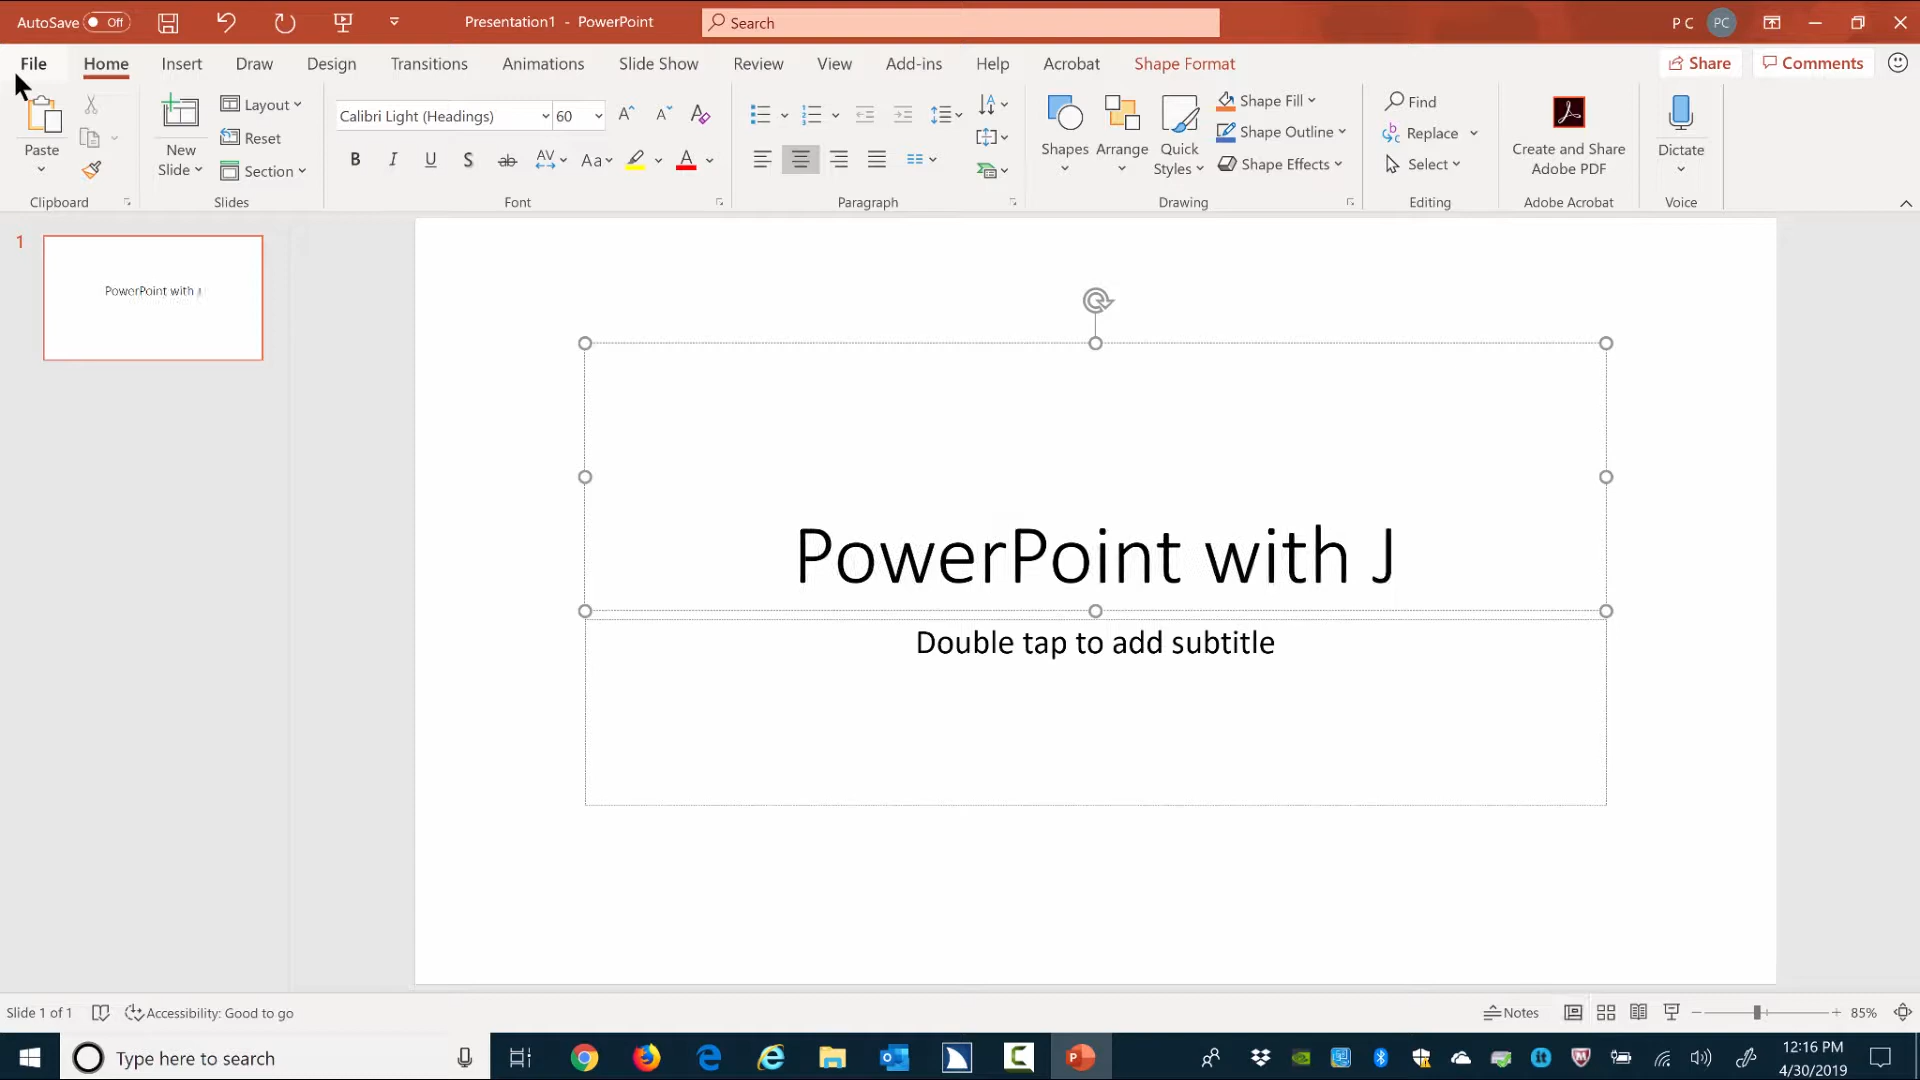 AutoSave Off
Presentation1 - PowerPoint
Search
P C PC
File Home Insert Draw Design Transitions Animations Slide Show Review View Add-ins Help Acrobat Shape Format Share Comments
Paste
Clipboard
New Slide
Layout
Reset
Section
Slides
Calibri Light (Headings) 60
B I U S ab AV Aa A
Font
Paragraph
Shapes
Arrange
Quick Styles
Shape Fill
Shape Outline
Shape Effects
Drawing
Find
Replace
Select
Editing
Create and Share
Adobe PDF
Adobe Acrobat
Dictate
Voice
1
PowerPoint with J
PowerPoint with J
Double tap to add subtitle
Slide 1 of 1 Accessibility: Good to go Notes 85%
Type here to search
12:16 PM
4/30/2019